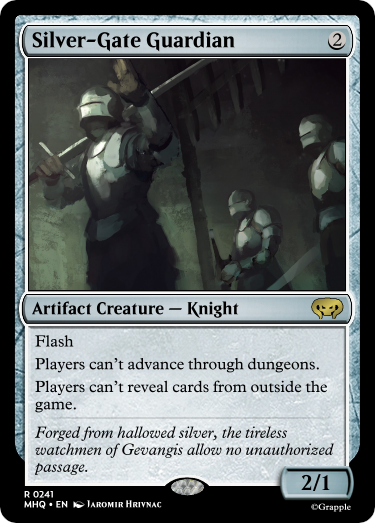 Silver-Gate Guardian 2
Artifact Creature — Knight
Flash
Players can't advance through dungeons.
Players can't reveal cards from outside the
game.
Forged from hallowed silver, the tireless
watchmen of Gevangis allow no unauthorized
passage.
2/1
R 0241
MHQ • EN Jaromir Hrivnac
©Grapple